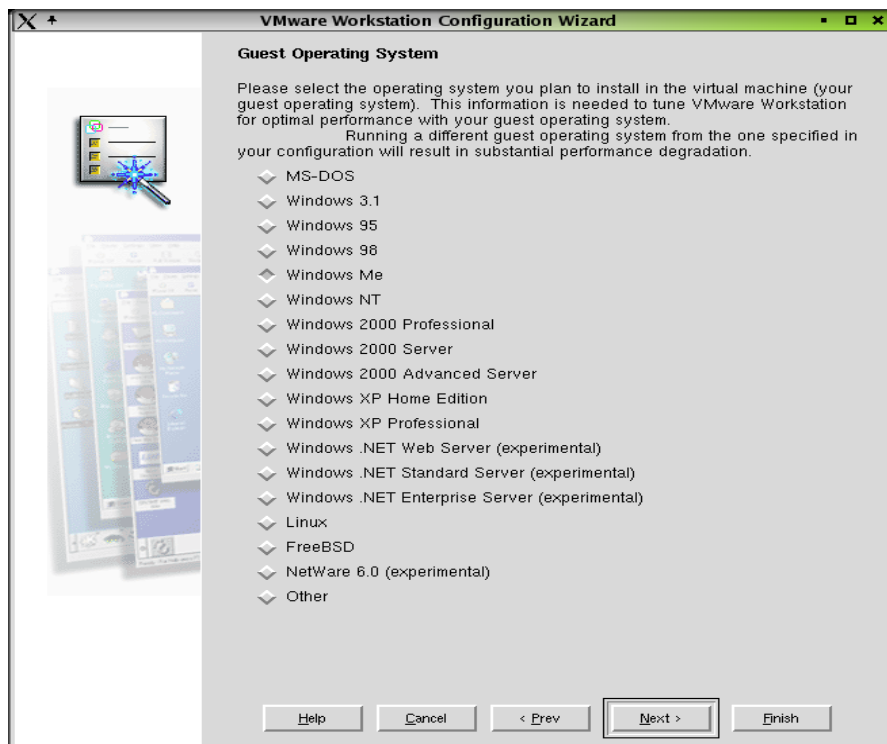 VMware Workstation Configuration Wizard
Guest Operating System
Please select the operating system you plan to install in the virtual machine (your
guest operating system). This information is needed to tune VMware Workstation
for optimal performance with your guest operating system.
Running a different guest operating system from the one specified in
your configuration will result in substantial performance degradation.
MS-DOS
Windows 3.1
Windows 95
Windows 98
Windows Me
Windows NT
Windows 2000 Professional
Windows 2000 Server
Windows 2000 Advanced Server
Windows XP Home Edition
Windows XP Professional
Windows .NET Web Server (experimental)
Windows .NET Standard Server (experimental)
Windows .NET Enterprise Server (experimental)
Linux
FreeBSD
NetWare 6.0 (experimental)
Other
Help
Cancel
< Prev
Next >
Finish